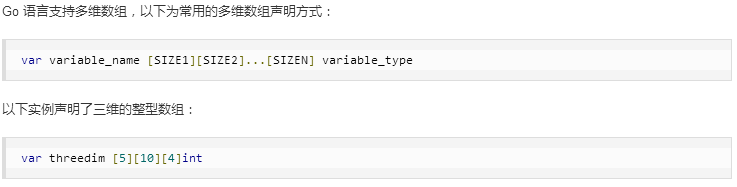 Go 语言支持多维数组，以下为常用的多维数组声明方式：
var variable_name [SIZE1][SIZE2]...[SIZEN] variable_type
以下实例声明了三维的整型数组：
var threedim [5][10][4]int